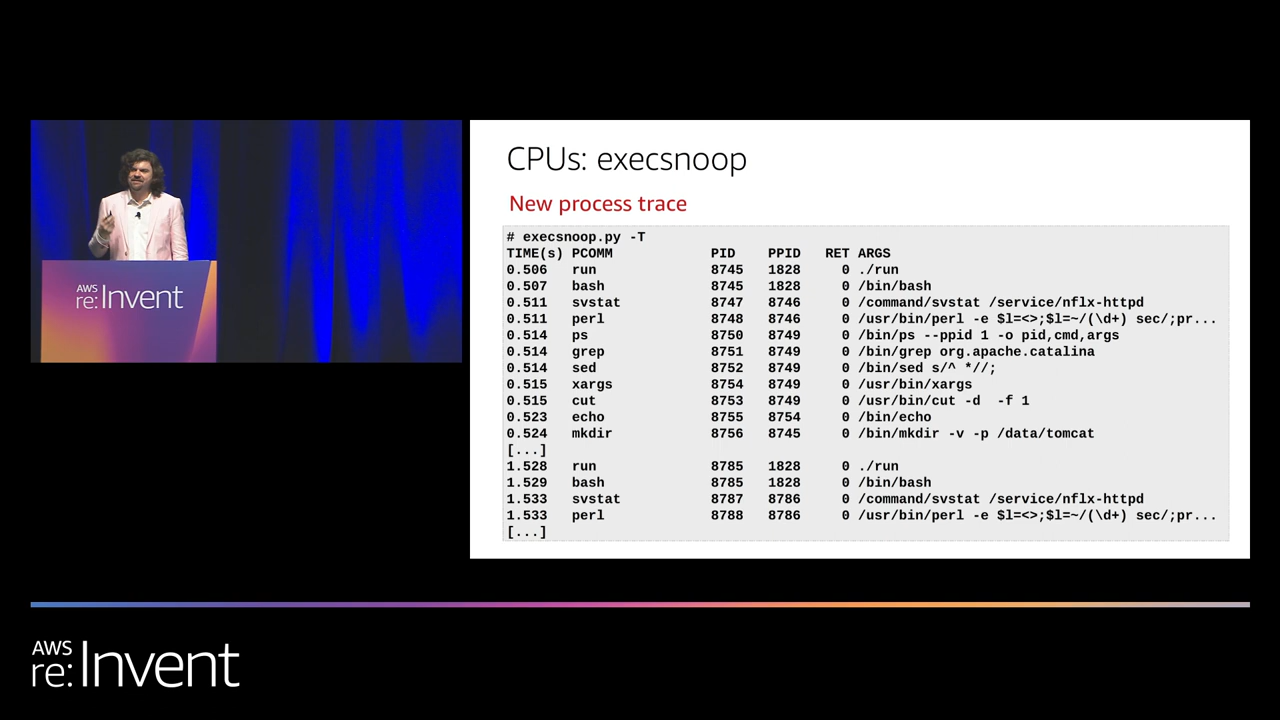 AWS
re:Invent
CPUs: execsnoop
New process trace
# execsnoop.py -T
TIME(s) PCOMM PID PPID RET ARGS
0.506 run 8745 1828 0 ./run
0.507 bash 8745 1828 0 /bin/bash
0.511 svstat 8747 8746 0 /command/svstat /service/nflx-httpd
0.511 perl 8748 8746 0 /usr/bin/perl -e $l=<>;$l=~/(\d+) sec/;pr...
0.514 ps 8750 8749 0 /bin/ps --ppid 1 -o pid,cmd,args
0.514 grep 8751 8749 0 /bin/grep org.apache.catalina
0.514 sed 8752 8749 0 /bin/sed s/^ *//;
0.515 xargs 8754 8749 0 /usr/bin/xargs
0.515 cut 8753 8749 0 /usr/bin/cut -d  -f 1
0.523 echo 8755 8754 0 /bin/echo
0.524 mkdir 8756 8745 0 /bin/mkdir -v -p /data/tomcat
[...]
1.528 run 8785 1828 0 ./run
1.529 bash 8785 1828 0 /bin/bash
1.533 svstat 8787 8786 0 /command/svstat /service/nflx-httpd
1.533 perl 8788 8786 0 /usr/bin/perl -e $l=<>;$l=~/(\d+) sec/;pr...
[...]
AWS
re:Invent